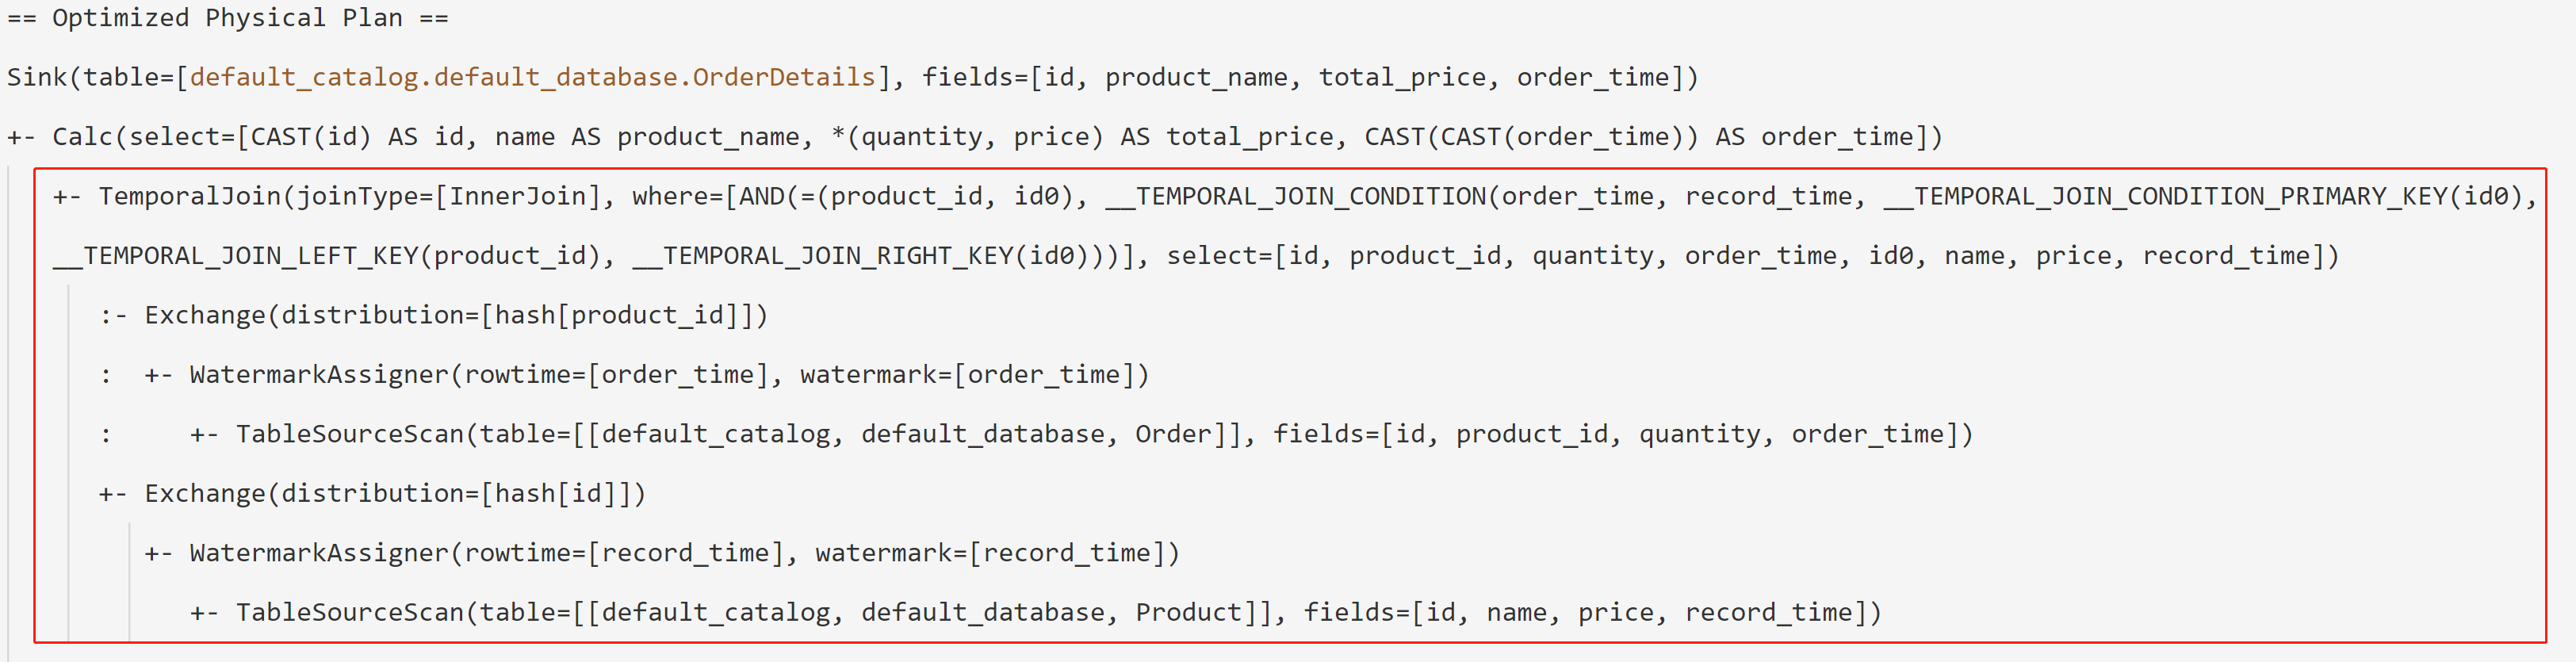 == Optimized Physical Plan ==
Sink(table=[default_catalog.default_database.OrderDetails], fields=[id, product_name, total_price, order_time])
+- Calc(select=[CAST(id) AS id, name AS product_name, *(quantity, price) AS total_price, CAST(CAST(order_time)) AS order_time])
   +- TemporalJoin(joinType=[InnerJoin], where=[AND(=(product_id, id0), __TEMPORAL_JOIN_CONDITION(order_time, record_time, __TEMPORAL_JOIN_CONDITION_PRIMARY_KEY(id0),
   __TEMPORAL_JOIN_LEFT_KEY(product_id), __TEMPORAL_JOIN_RIGHT_KEY(id0)))], select=[id, product_id, quantity, order_time, id0, name, price, record_time])
      :- Exchange(distribution=[hash[product_id]])
      :  +- WatermarkAssigner(rowtime=[order_time], watermark=[order_time])
      :     +- TableSourceScan(table=[[default_catalog, default_database, Order]], fields=[id, product_id, quantity, order_time])
      +- Exchange(distribution=[hash[id]])
         +- WatermarkAssigner(rowtime=[record_time], watermark=[record_time])
            +- TableSourceScan(table=[[default_catalog, default_database, Product]], fields=[id, name, price, record_time])